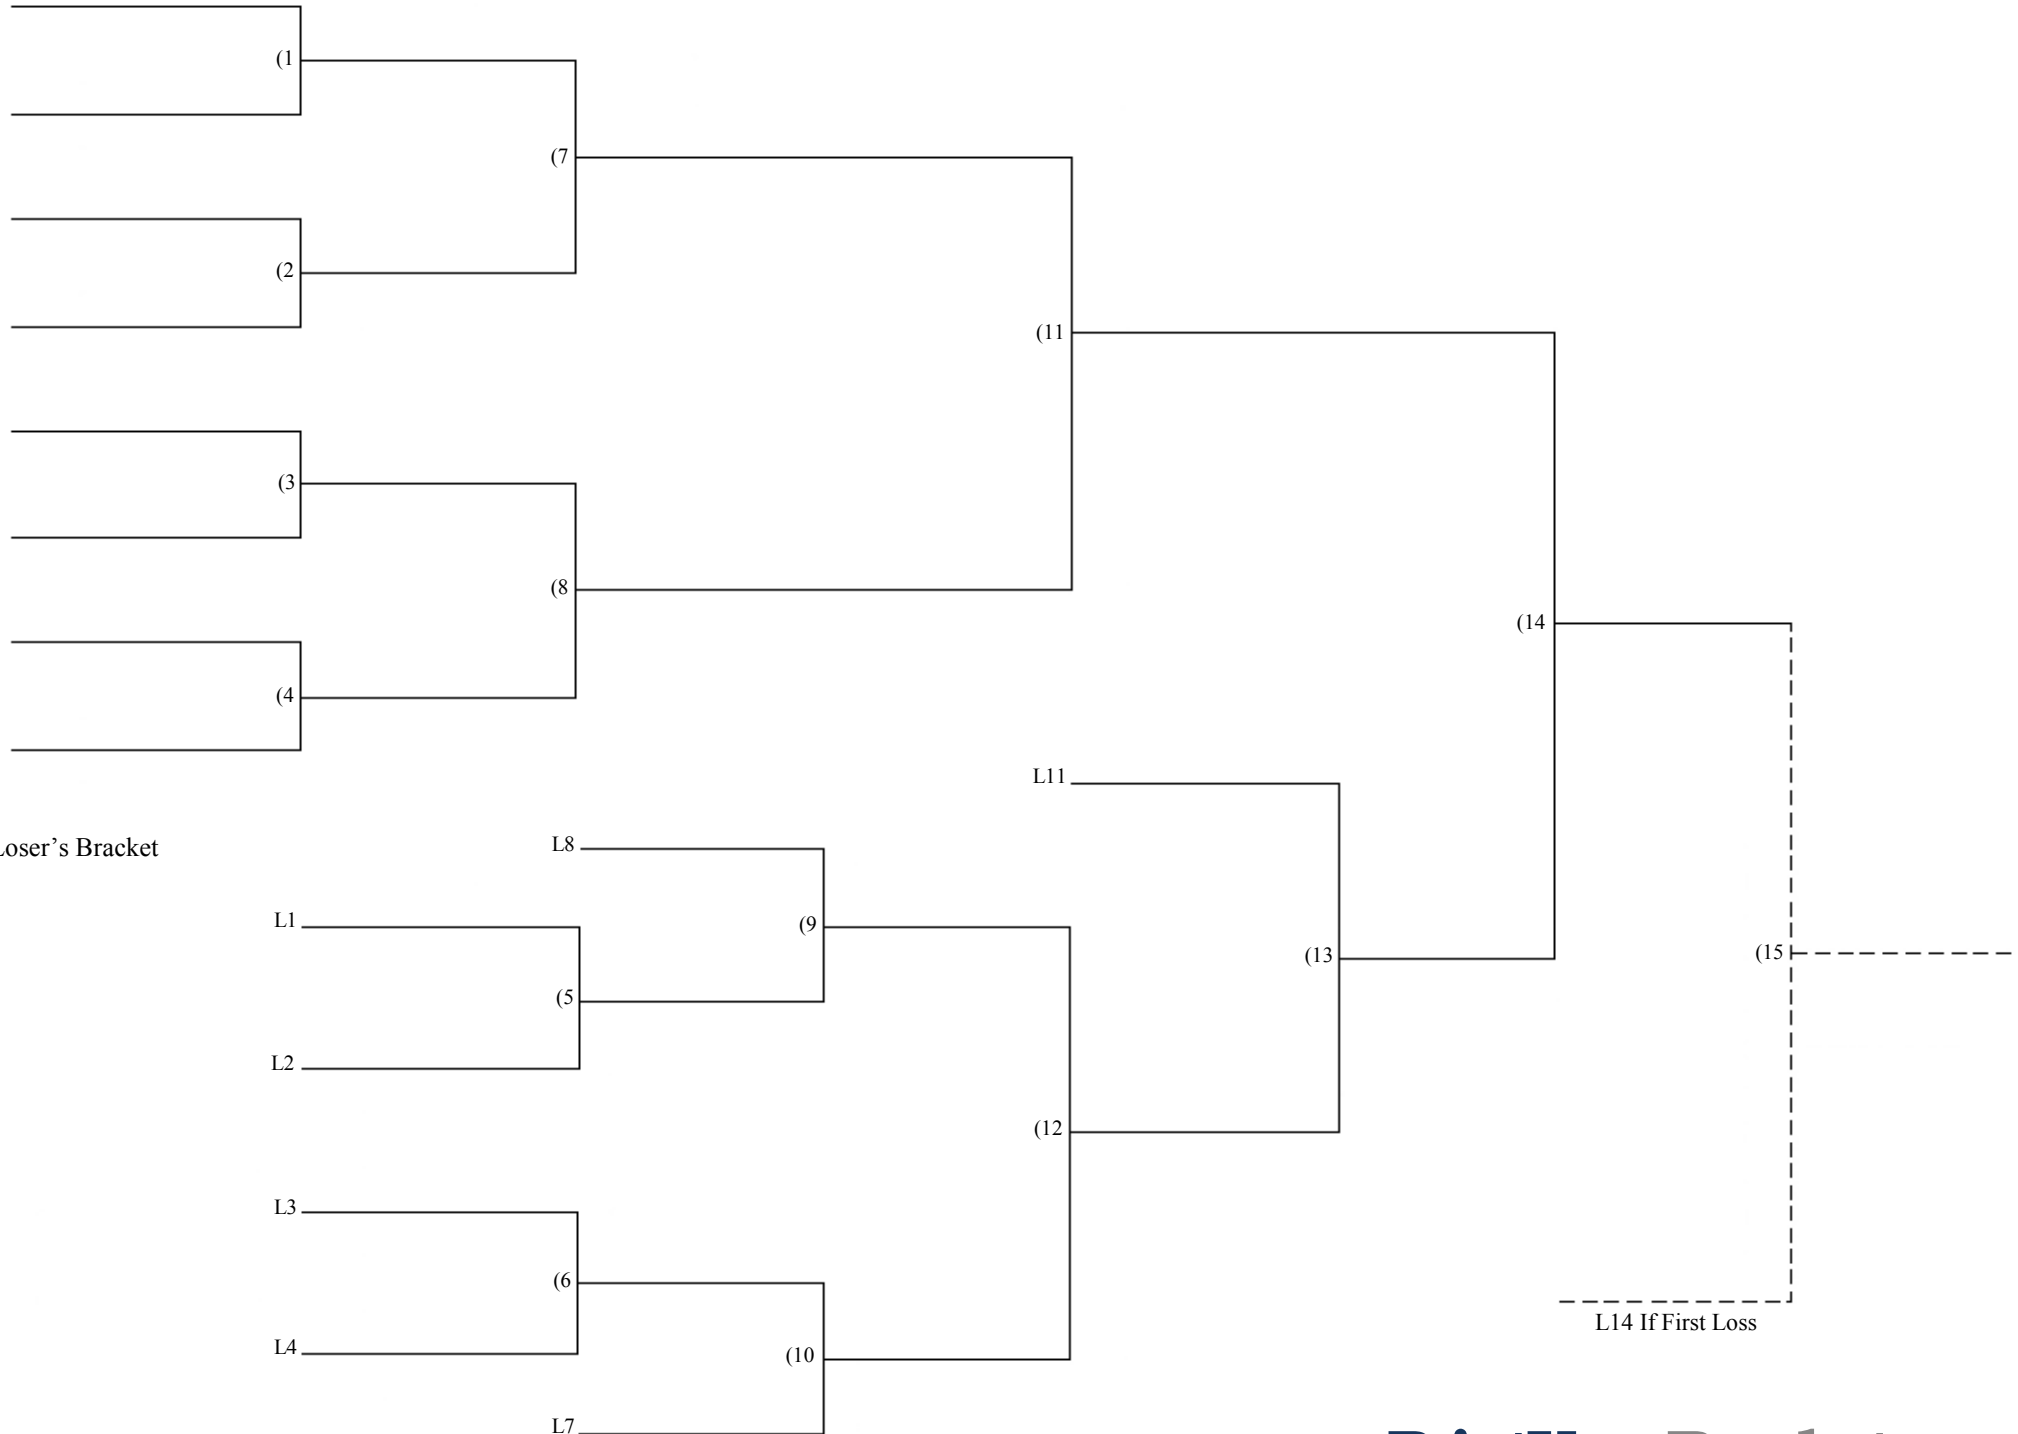 (1
(7
(2
(11
(3
(8
(14
(4
L11
L8
Loser’s Bracket
L1
(9
(13
(15
(5
L2
(12
L3
(6
L14 If First Loss
L4
(10
L7